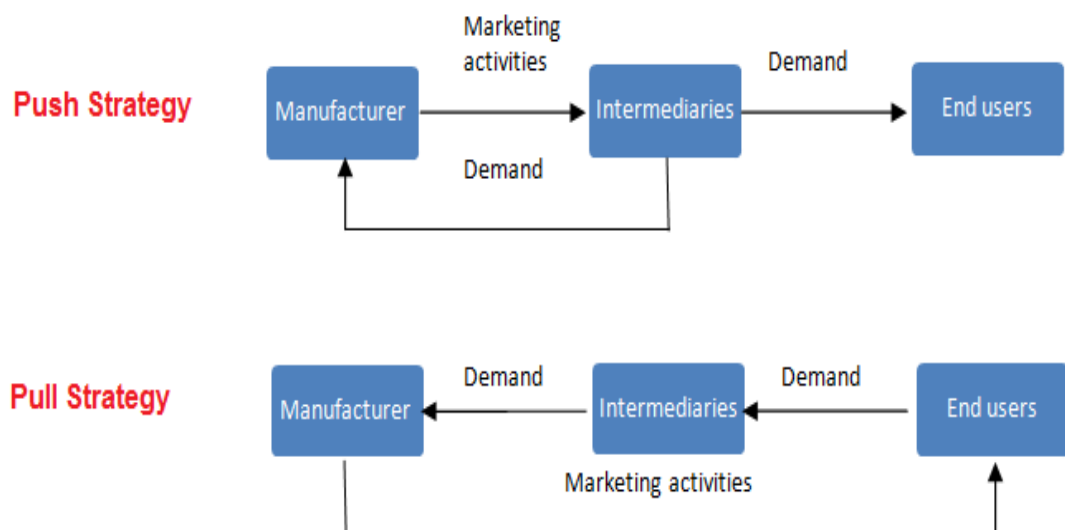 Marketing
activities
Demand
Push Strategy
Manufacturer
Intermediaries
End users
Demand
Pull Strategy
Demand
Demand
Manufacturer
Intermediaries
End users
Marketing activities